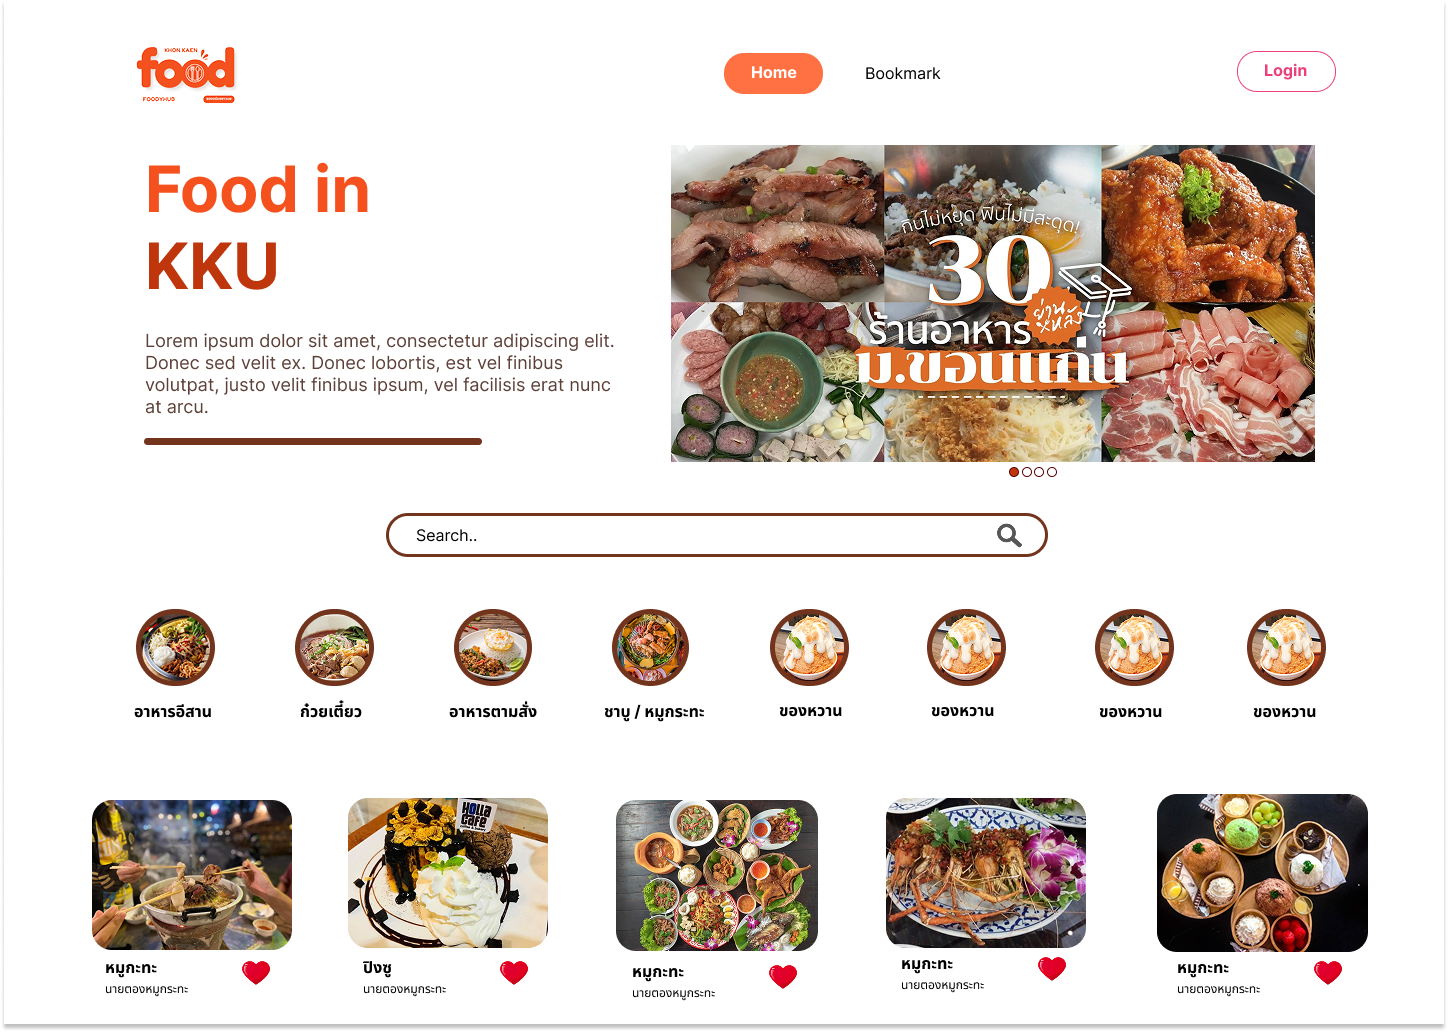 KHON KAEN
food
FOODYHUB
Home
Bookmark
Login
Food in
KKU
Lorem ipsum dolor sit amet, consectetur adipiscing elit.
Donec sed velit ex. Donec lobortis, est vel finibus
volutpat, justo velit finibus ipsum, vel facilisis erat nunc
at arcu.
กินไม่หยุด ฟินไม่มีสะดุด!
30
ร้านอาหาร
ย่าน
หลัง
ม.ขอนแก่น
Search..
อาหารอีสาน
ก๋วยเตี๋ยว
อาหารตามสั่ง
ชาบู / หมูกระทะ
ของหวาน
ของหวาน
ของหวาน
ของหวาน
HOLLA
CAFE
หมูกะทะ
นายตองหมูกระทะ
ปิงซู
นายตองหมูกระทะ
หมูกะทะ
นายตองหมูกระทะ
หมูกะทะ
นายตองหมูกระทะ
หมูกะทะ
นายตองหมูกระทะ